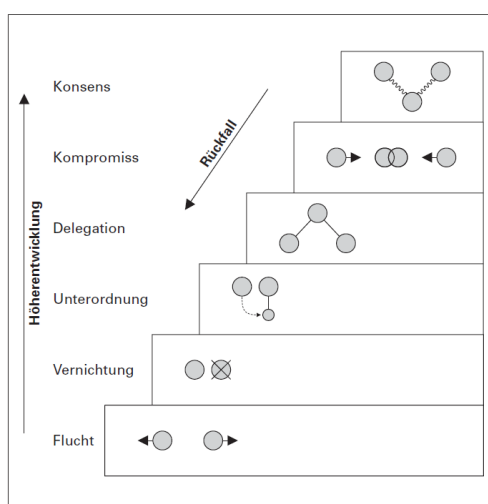 Konsens
Rückfall
Kompromiss
Höherentwicklung
Delegation
Unterordnung
Vernichtung
Flucht